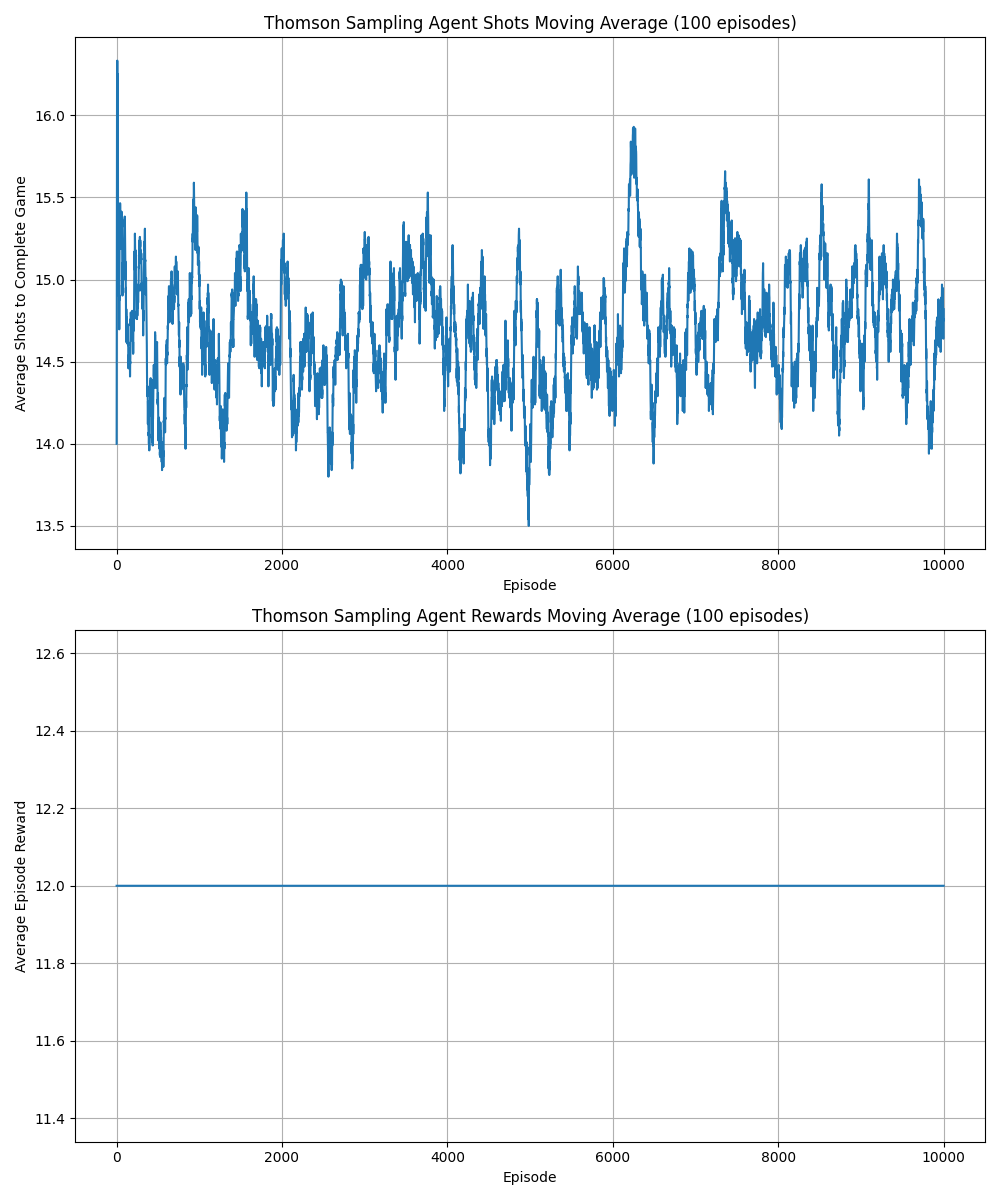 Thomson Sampling Agent Shots Moving Average (100 episodes)
Average Shots to Complete Game
16.0
15.5
15.0
14.5
14.0
13.5
0 2000 4000 6000 8000 10000
Episode
Thomson Sampling Agent Rewards Moving Average (100 episodes)
Average Episode Reward
12.6
12.4
12.2
12.0
11.8
11.6
11.4
0 2000 4000 6000 8000 10000
Episode